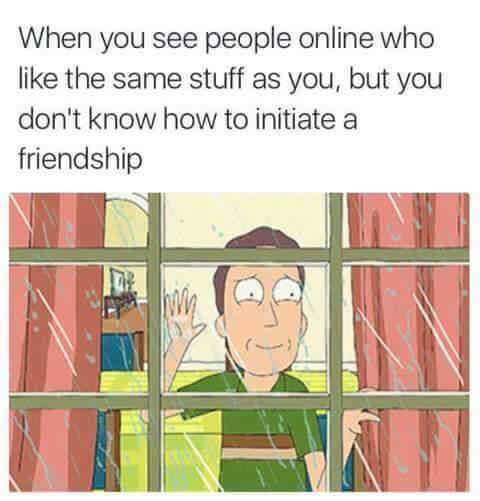 When you see people online who
like the same stuff as you, but you
don't know how to initiate a
friendship